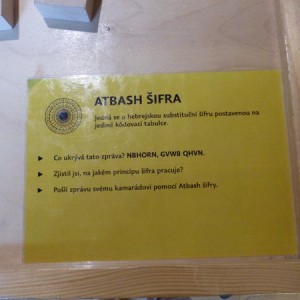 ATBASH ŠIFRA
Jedná se o hebrejskou substituční šifru postavenou na
jediné kódovací tabulce.
Co ukrývá tato zpráva? NBHORN, GVWB QHVN.
Zjistil jsi, na jakém principu šifra pracuje?
Pošli zprávu svému kamarádovi pomocí Atbash šifry.